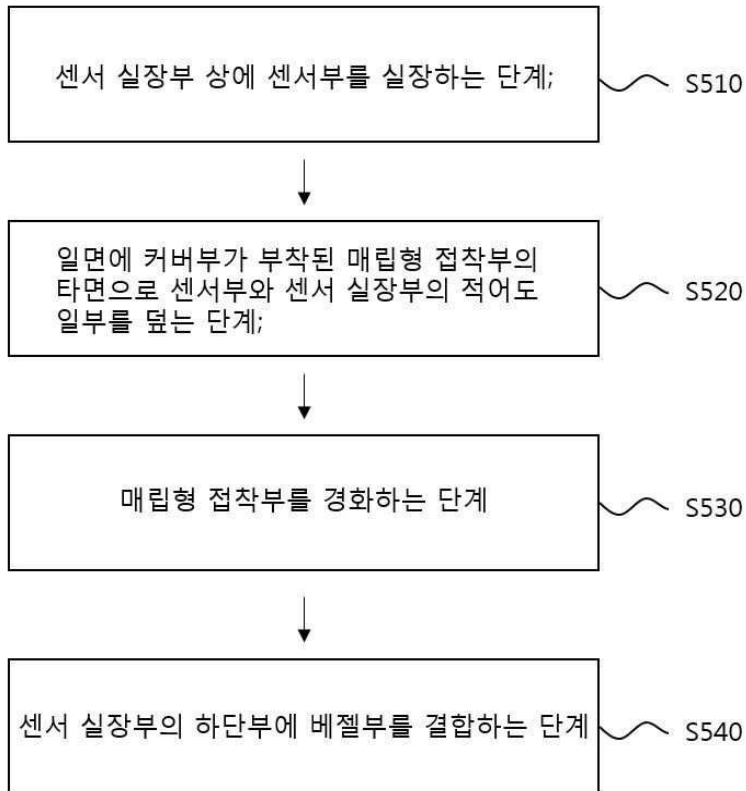 센서 실장부 상에 센서부를 실장하는 단계;
S510
일면에 커버부가 부착된 매립형 접착부의
타면으로 센서부와 센서 실장부의 적어도
일부를 덮는 단계;
S520
매립형 접착부를 경화하는 단계
S530
센서 실장부의 하단부에 베젤부를 결합하는 단계
S540